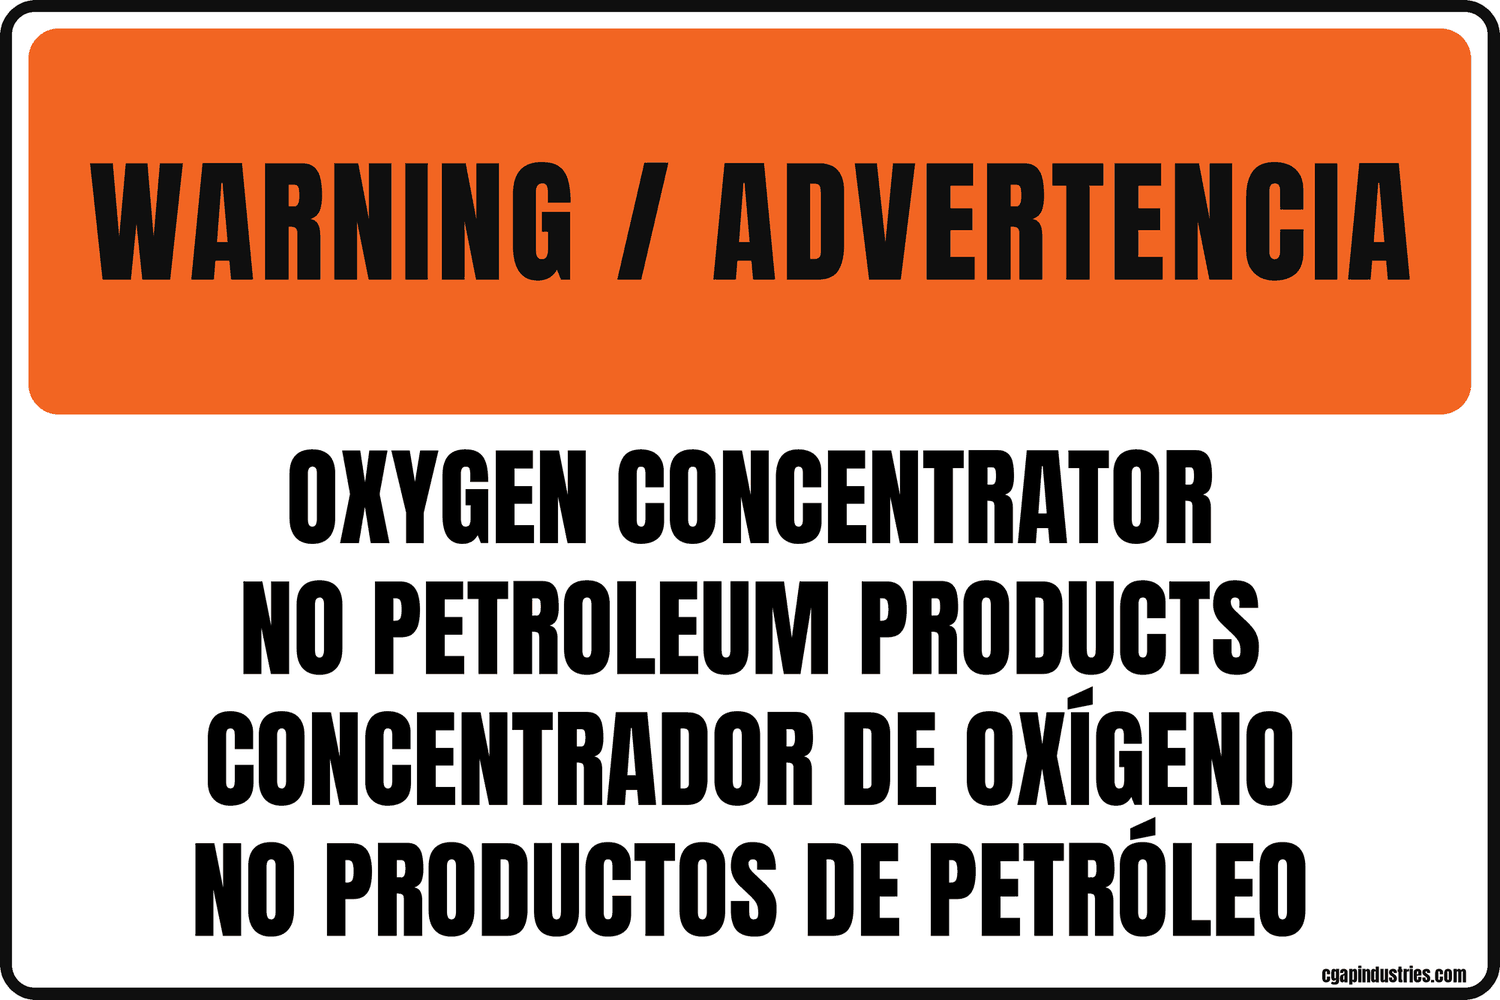 WARNING / ADVERTENCIA
OXYGEN CONCENTRATOR
NO PETROLEUM PRODUCTS
CONCENTRADOR DE OXÍGENO
NO PRODUCTOS DE PETRÓLEO
cgapindustries.com